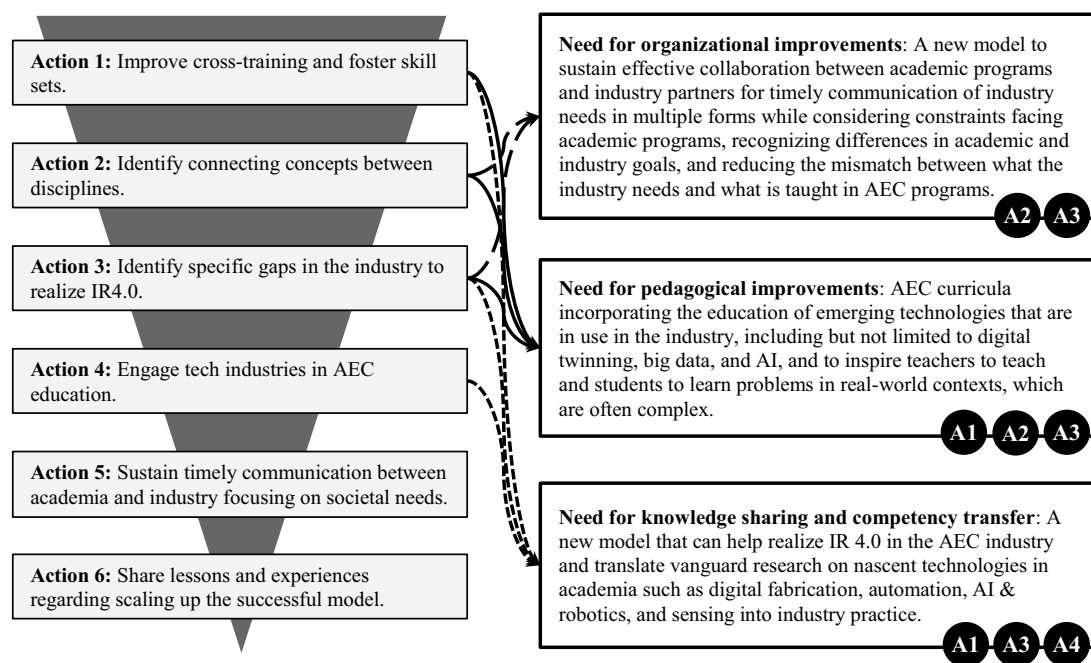 Action 1: Improve cross-training and foster skill
sets.
Action 2: Identify connecting concepts between
disciplines.
Action 3: Identify specific gaps in the industry to
realize IR4.0.
Action 4: Engage tech industries in AEC
education.
Action 5: Sustain timely communication between
academia and industry focusing on societal needs.
Action 6: Share lessons and experiences
regarding scaling up the successful model.
Need for organizational improvements: A new model to
sustain effective collaboration between academic programs
and industry partners for timely communication of industry
needs in multiple forms while considering constraints facing
academic programs, recognizing differences in academic and
industry goals, and reducing the mismatch between what the
industry needs and what is taught in AEC programs.
A2 A3
Need for pedagogical improvements: AEC curricula
incorporating the education of emerging technologies that are
in use in the industry, including but not limited to digital
twinning, big data, and AI, and to inspire teachers to teach
and students to learn problems in real-world contexts, which
are often complex.
A1 A2 A3
Need for knowledge sharing and competency transfer: A
new model that can help realize IR 4.0 in the AEC industry
and translate vanguard research on nascent technologies in
academia such as digital fabrication, automation, AI &
robotics, and sensing into industry practice.
A1 A3 A4